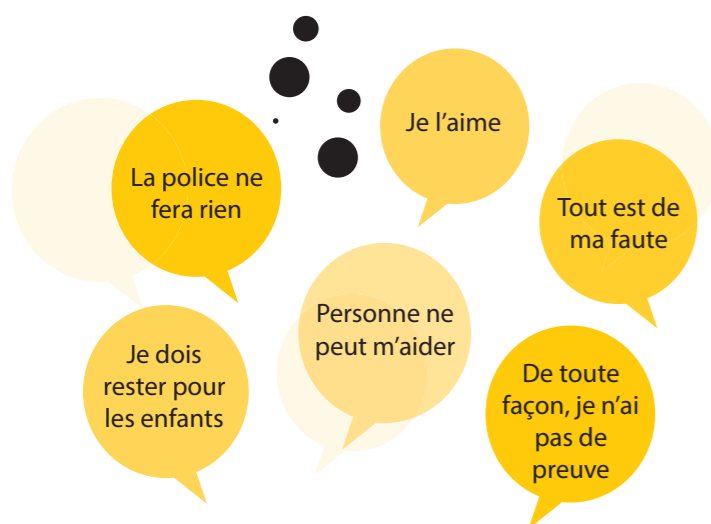 Je l'aime
La police ne
fera rien
Tout est de
ma faute
Personne ne
peut m'aider
Je dois
rester pour
les enfants
De toute
façon, je n'ai
pas de
preuve